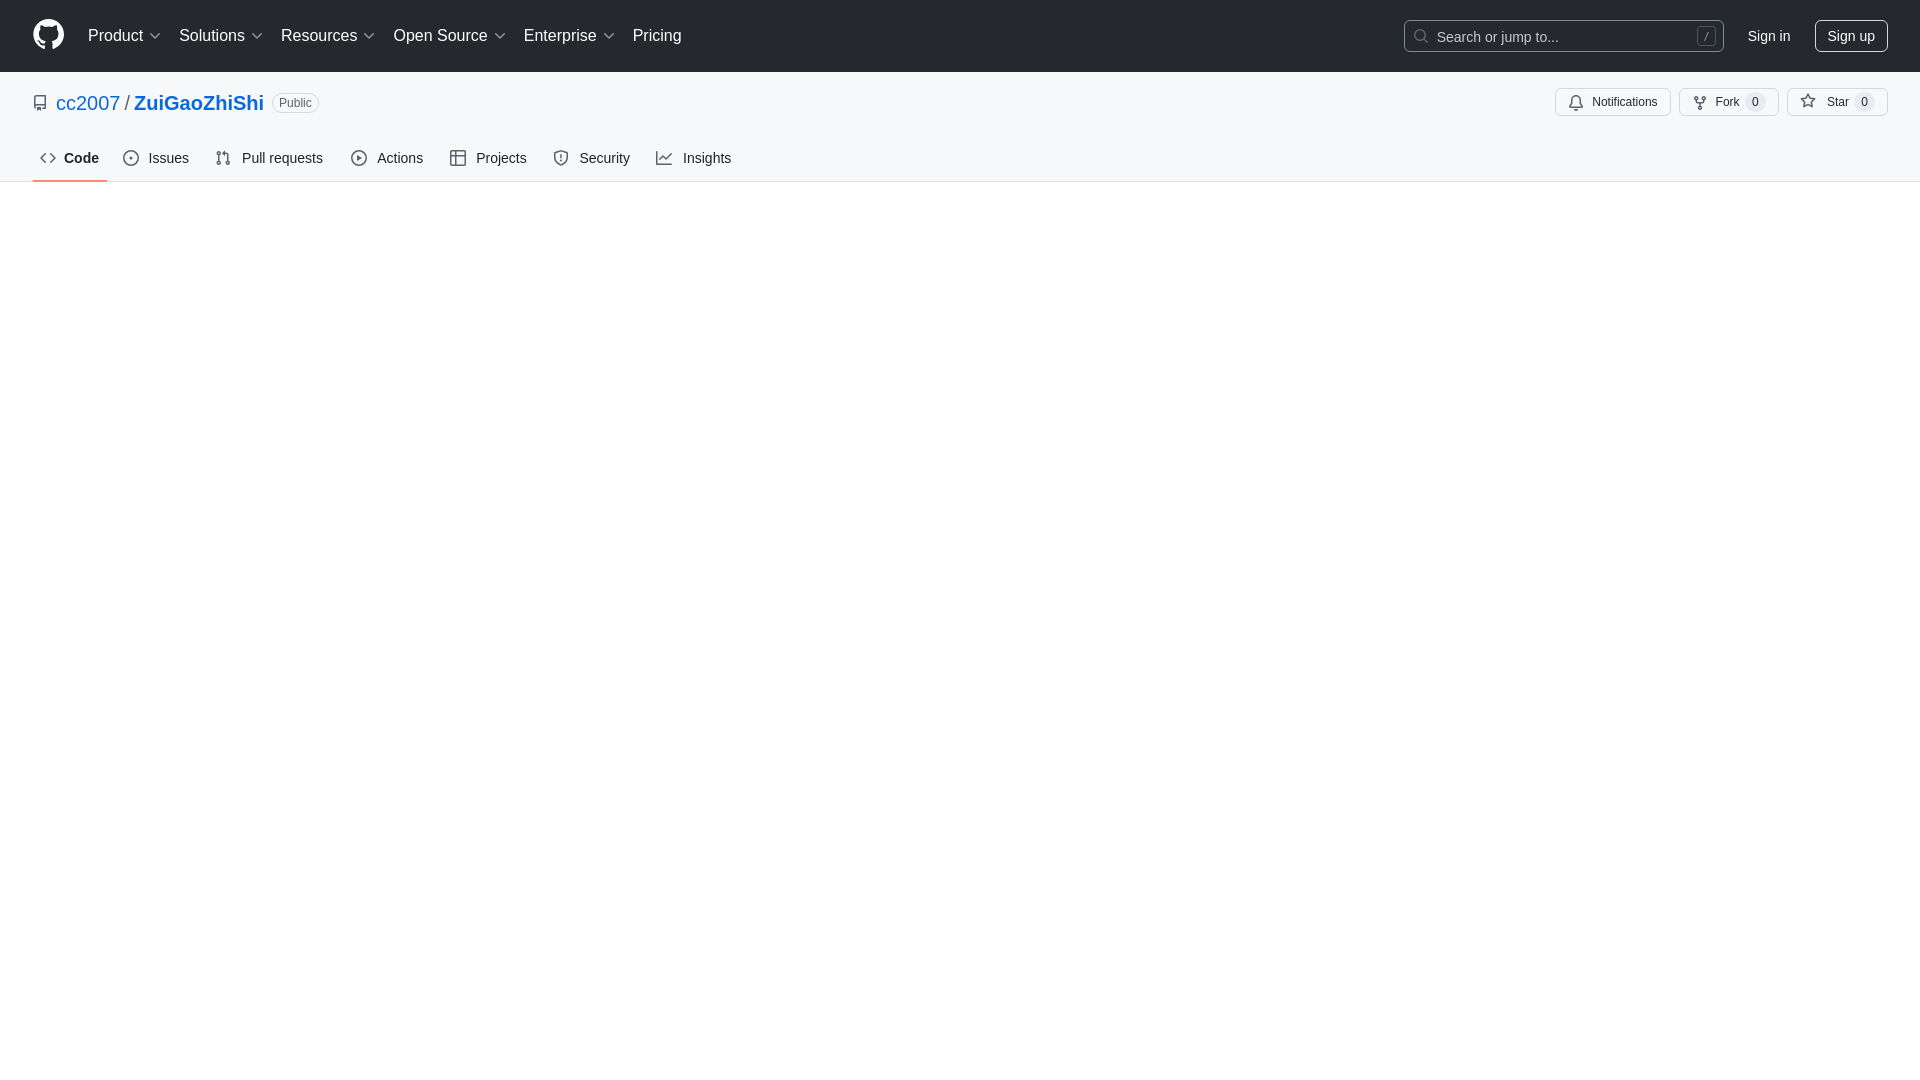 Product Solutions Resources Open Source Enterprise Pricing Search or jump to... / Sign in Sign up
cc2007 / ZuiGaoZhiShi Public Notifications Fork 0 Star 0
Code Issues Pull requests Actions Projects Security Insights